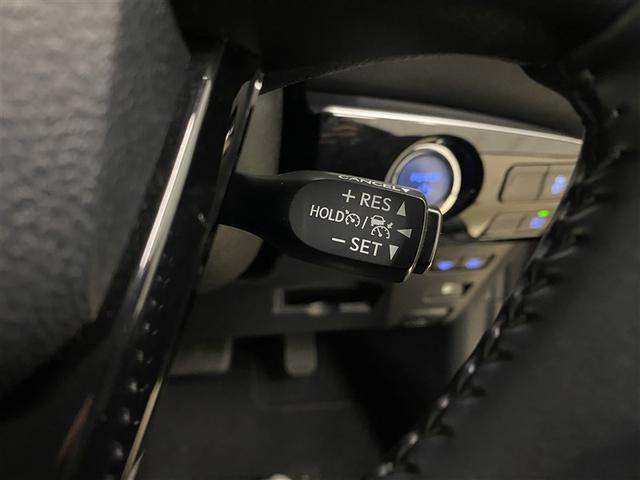 CANCEL
+ RES
HOLD /
− SET